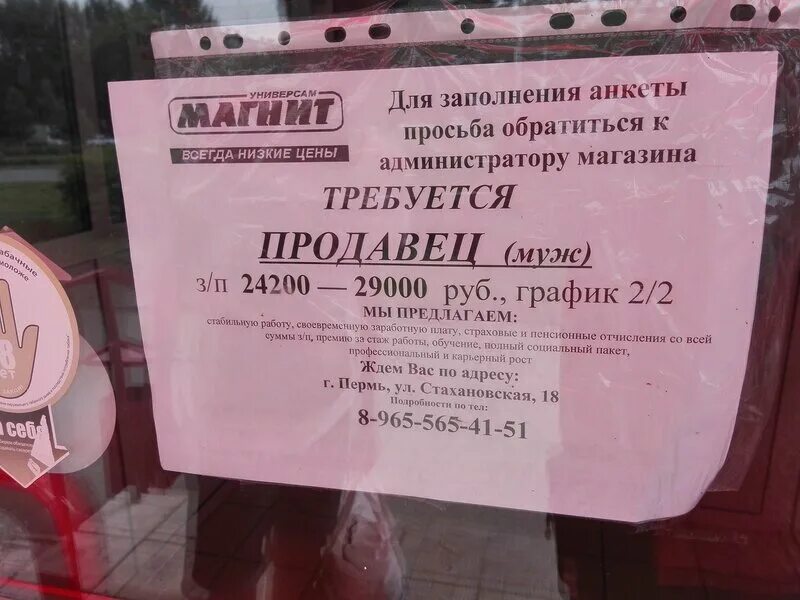 УНИВЕРСАМ
МАГНИТ
ВСЕГДА НИЗКИЕ ЦЕНЫ
Для заполнения анкеты
просьба обратиться к
администратору магазина
ТРЕБУЕТСЯ
ПРОДАВЕЦ (муж)
з/п 24200 — 29000 руб., график 2/2
МЫ ПРЕДЛАГАЕМ:
стабильную работу, своевременную заработную плату, страховые и пенсионные отчисления со всей
суммы з/п, премию за стаж работы, обучение, полный социальный пакет,
профессиональный и карьерный рост
Ждем Вас по адресу:
г. Пермь, ул. Стахановская, 18
Подробности по тел:
8-965-565-41-51